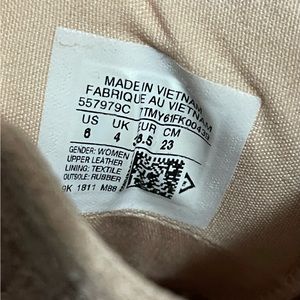 MADE IN VIETNAM
FABRIQUE AU VIETNAM
557979C
US UK EUR CM
6 4 23
GENDER: WOMEN
UPPER: LEATHER
LINING: TEXTILE
OUTSOLE: RUBBER
1811